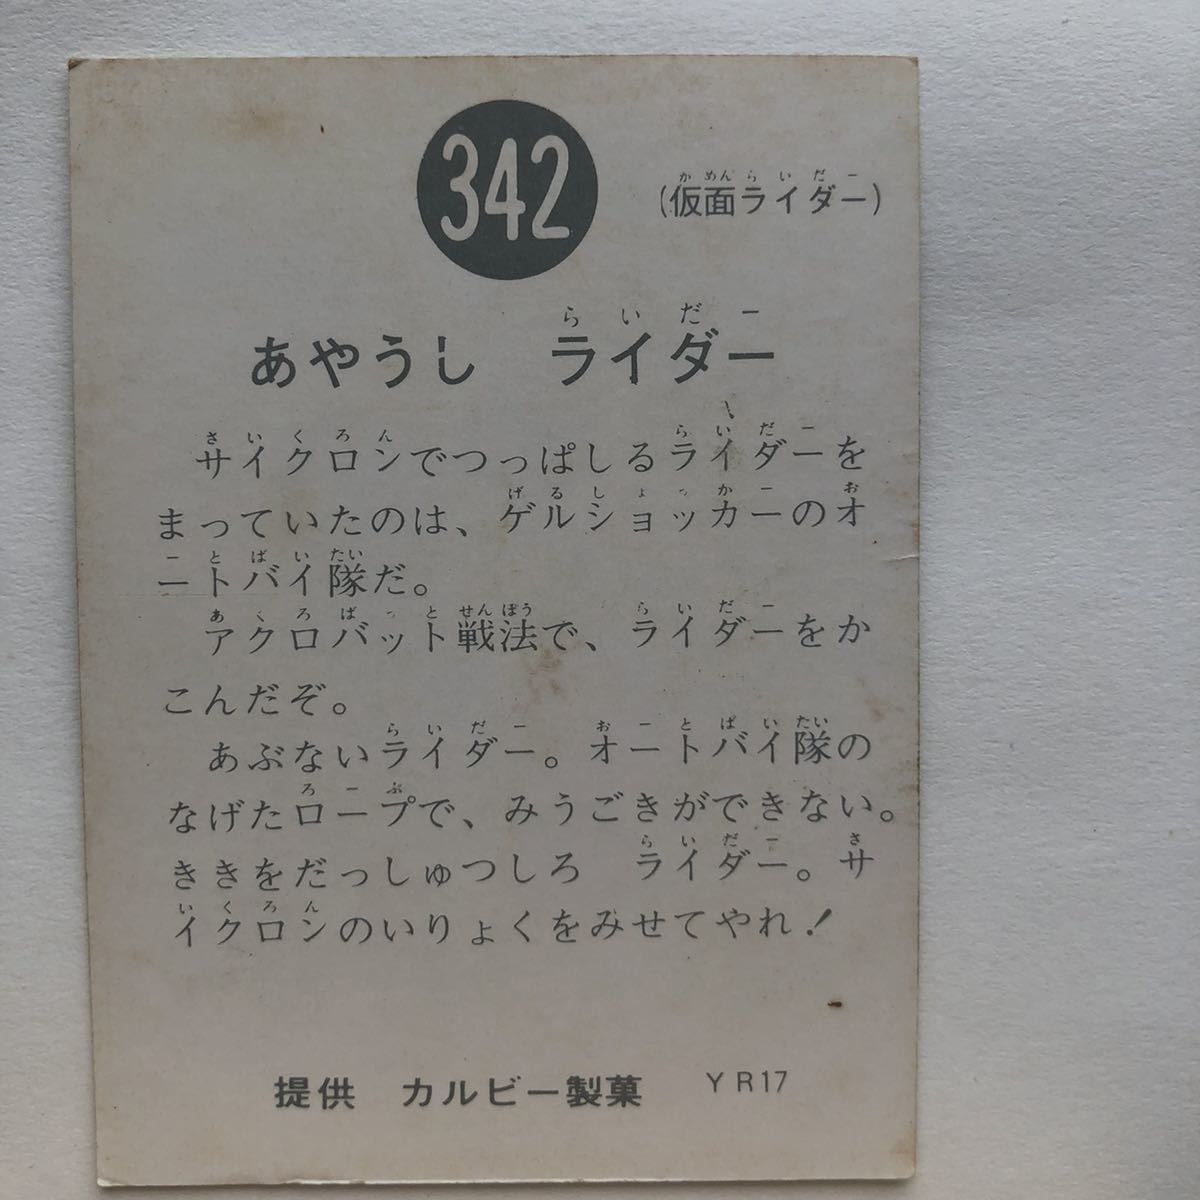 342
(仮面ライダー)
あやうし　ライダー
サイクロンでつっぱしるライダーを
まっていたのは、ゲルショッカーのオ
ートバイ隊だ。
アクロバット戦法で、ライダーをか
こんだぞ。
あぶないライダー。オートバイ隊の
なげたロープで、みうごきができない。
ききをだっしゅつしろ　ライダー。サ
イクロンのいりょくをみせてやれ！
提供　カルビー製菓　YR17